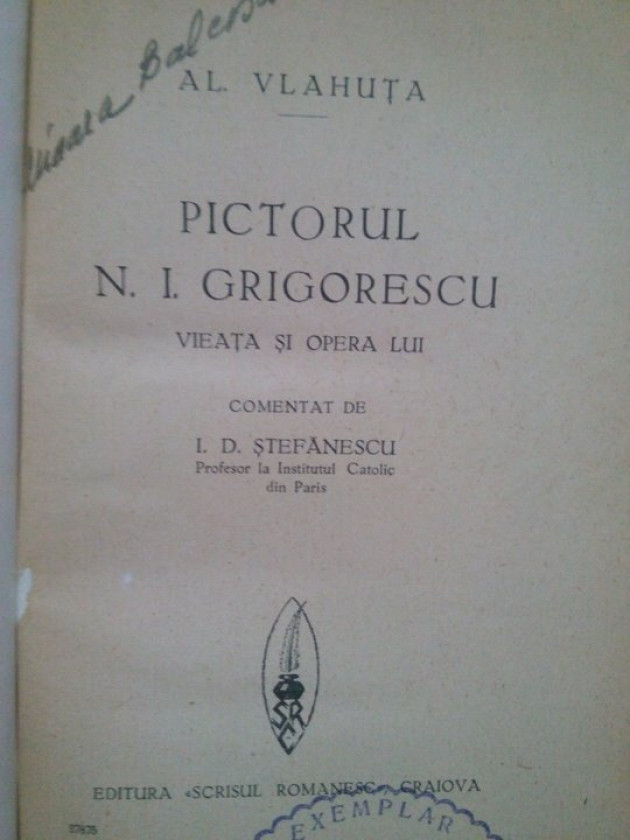 AL. VLAHUȚA
PICTORUL
N. I. GRIGORESCU
VIEAȚA ȘI OPERA LUI
COMENTAT DE
I. D. ȘTEFĂNESCU
Profesor la Institutul Catolic
din Paris
SRC
EDITURA «SCRISUL ROMANESC» CRAIOVA
EXEMPLAR